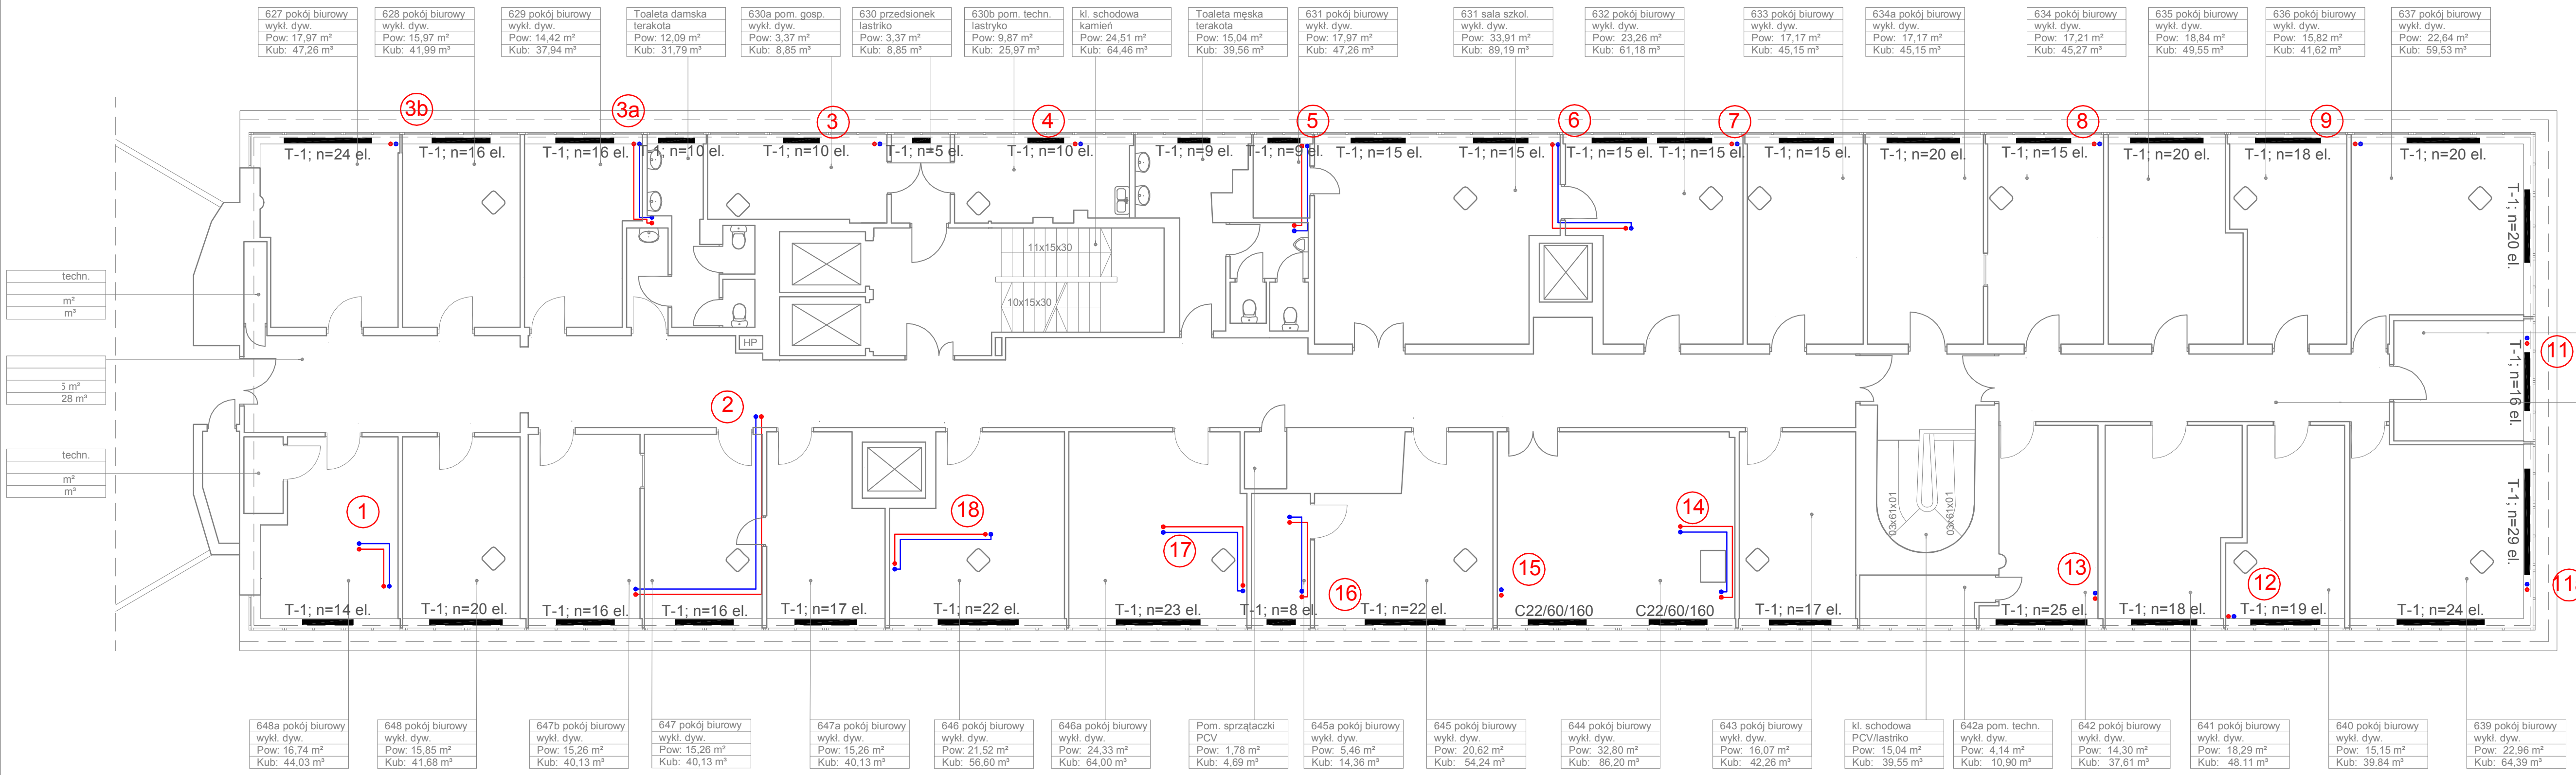 627 pokój biurowy
wykł. dyw.
Pow: 17,97 m²
Kub: 47,26 m³
628 pokój biurowy
wykł. dyw.
Pow: 15,97 m²
Kub: 41,99 m³
629 pokój biurowy
wykł. dyw.
Pow: 14,42 m²
Kub: 37,94 m³
Toaleta damska
terakota
Pow: 12,09 m²
Kub: 31,79 m³
630a pom. gosp.
wykł. dyw.
Pow: 3,37 m²
Kub: 8,85 m³
630 przedsionek
lastriko
Pow: 3,37 m²
Kub: 8,85 m³
630b pom. techn.
lastryko
Pow: 9,87 m²
Kub: 25,97 m³
kl. schodowa
kamień
Pow: 24,51 m²
Kub: 64,46 m³
Toaleta męska
terakota
Pow: 15,04 m²
Kub: 39,56 m³
631 pokój biurowy
wykł. dyw.
Pow: 17,97 m²
Kub: 47,26 m³
631 sala szkol.
wykł. dyw.
Pow: 33,91 m²
Kub: 89,19 m³
632 pokój biurowy
wykł. dyw.
Pow: 23,26 m²
Kub: 61,18 m³
633 pokój biurowy
wykł. dyw.
Pow: 17,17 m²
Kub: 45,15 m³
634a pokój biurowy
wykł. dyw.
Pow: 17,17 m²
Kub: 45,15 m³
634 pokój biurowy
wykł. dyw.
Pow: 17,21 m²
Kub: 45,27 m³
635 pokój biurowy
wykł. dyw.
Pow: 18,84 m²
Kub: 49,55 m³
636 pokój biurowy
wykł. dyw.
Pow: 15,82 m²
Kub: 41,62 m³
637 pokój biurowy
wykł. dyw.
Pow: 22,64 m²
Kub: 59,53 m³
3b
3a
3
4
5
6
7
8
9
T-1; n=24 el.
T-1; n=16 el.
T-1; n=16 el.
T-1; n=10 el.
T-1; n=10 el.
T-1; n=5 el.
T-1; n=10 el.
T-1; n=9 el.
T-1; n=9 el.
T-1; n=15 el.
T-1; n=15 el.
T-1; n=15 el.
T-1; n=15 el.
T-1; n=15 el.
T-1; n=20 el.
T-1; n=15 el.
T-1; n=20 el.
T-1; n=18 el.
T-1; n=20 el.
T-1; n=20 el.
11x15x30
10x15x30
techn.
m²
m³
HP
T-1; n=16 el.
11
m²
28 m³
2
techn.
m²
m³
1
18
17
16
15
14
03x61x01
03x61x01
13
12
T-1; n=29 el.
T-1; n=14 el.
T-1; n=20 el.
T-1; n=16 el.
T-1; n=16 el.
T-1; n=17 el.
T-1; n=22 el.
T-1; n=23 el.
T-1; n=8 el.
T-1; n=22 el.
C22/60/160
C22/60/160
T-1; n=17 el.
T-1; n=25 el.
T-1; n=18 el.
T-1; n=19 el.
T-1; n=24 el.
648a pokój biurowy
wykł. dyw.
Pow: 16,74 m²
Kub: 44,03 m³
648 pokój biurowy
wykł. dyw.
Pow: 15,85 m²
Kub: 41,68 m³
647b pokój biurowy
wykł. dyw.
Pow: 15,26 m²
Kub: 40,13 m³
647 pokój biurowy
wykł. dyw.
Pow: 15,26 m²
Kub: 40,13 m³
647a pokój biurowy
wykł. dyw.
Pow: 15,26 m²
Kub: 40,13 m³
646 pokój biurowy
wykł. dyw.
Pow: 21,52 m²
Kub: 56,60 m³
646a pokój biurowy
wykł. dyw.
Pow: 24,33 m²
Kub: 64,00 m³
Pom. sprzątaczki
PCV
Pow: 1,78 m²
Kub: 4,69 m³
645a pokój biurowy
wykł. dyw.
Pow: 5,46 m²
Kub: 14,36 m³
645 pokój biurowy
wykł. dyw.
Pow: 20,62 m²
Kub: 54,24 m³
644 pokój biurowy
wykł. dyw.
Pow: 32,80 m²
Kub: 86,20 m³
643 pokój biurowy
wykł. dyw.
Pow: 16,07 m²
Kub: 42,26 m³
kl. schodowa
PCV/lastriko
Pow: 15,04 m²
Kub: 39,55 m³
642a pom. techn.
wykł. dyw.
Pow: 4,14 m²
Kub: 10,90 m³
642 pokój biurowy
wykł. dyw.
Pow: 14,30 m²
Kub: 37,61 m³
641 pokój biurowy
wykł. dyw.
Pow: 18,29 m²
Kub: 48.11 m³
640 pokój biurowy
wykł. dyw.
Pow: 15,15 m²
Kub: 39.84 m³
639 pokój biurowy
wykł. dyw.
Pow: 22,96 m²
Kub: 64,39 m³